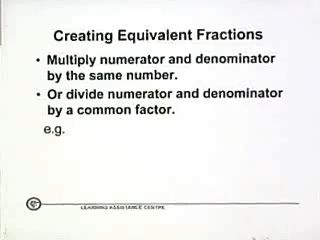 Creating Equivalent Fractions
• Multiply numerator and denominator
by the same number.
• Or divide numerator and denominator
by a common factor.
e.g.
LEARNING ASSISTANCE CENTRE